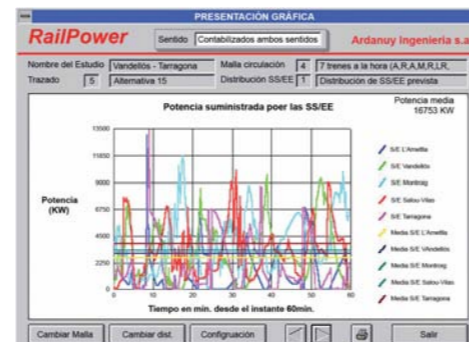 PRESENTACIÓN GRÁFICA
RailPower
Sentido Contabilizados ambos sentidos
Ardanuy Ingeniería s.a
Nombre del Estudio Vandellós - Tarragona Malla circulación 4 7 trenes a la hora (A,R,A,M,R,LR,
Trazado 5 Alternativa 15 Distribución SS/EE 1 Distribución de SS/EE prevista
Potencia suministrada poer las SS/EE
Potencia media
16753 KW
13500
11250
9000
6750
4500
2250
0
Potencia
(KW)
0 10 20 30 40 50 60
Tiempo en min. desde el instante 60min.
S/E L'Ametlla
S/E Vandellós
S/E Montroig
S/E Salou-Vilas
S/E Tarragona
Media S/E L'Ametlla
Media S/E VAndellós
Media S/E Montroig
Media S/E Salou-Vilas
Media S/E Tarragona
Cambiar Malla Cambiar dist. Configruación Salir